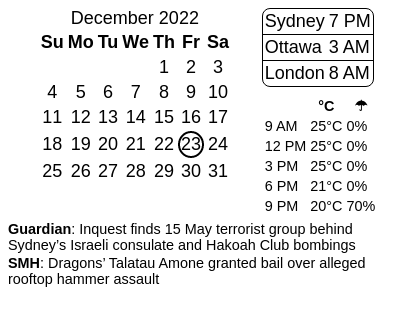 December 2022
Su Mo Tu We Th Fr Sa
1 2 3
4 5 6 7 8 9 10
11 12 13 14 15 16 17
18 19 20 21 22 23 24
25 26 27 28 29 30 31
Sydney 7 PM
Ottawa 3 AM
London 8 AM
°C ☂
9 AM 25°C 0%
12 PM 25°C 0%
3 PM 25°C 0%
6 PM 21°C 0%
9 PM 20°C 70%
Guardian: Inquest finds 15 May terrorist group behind
Sydney’s Israeli consulate and Hakoah Club bombings
SMH: Dragons’ Talatau Amone granted bail over alleged
rooftop hammer assault